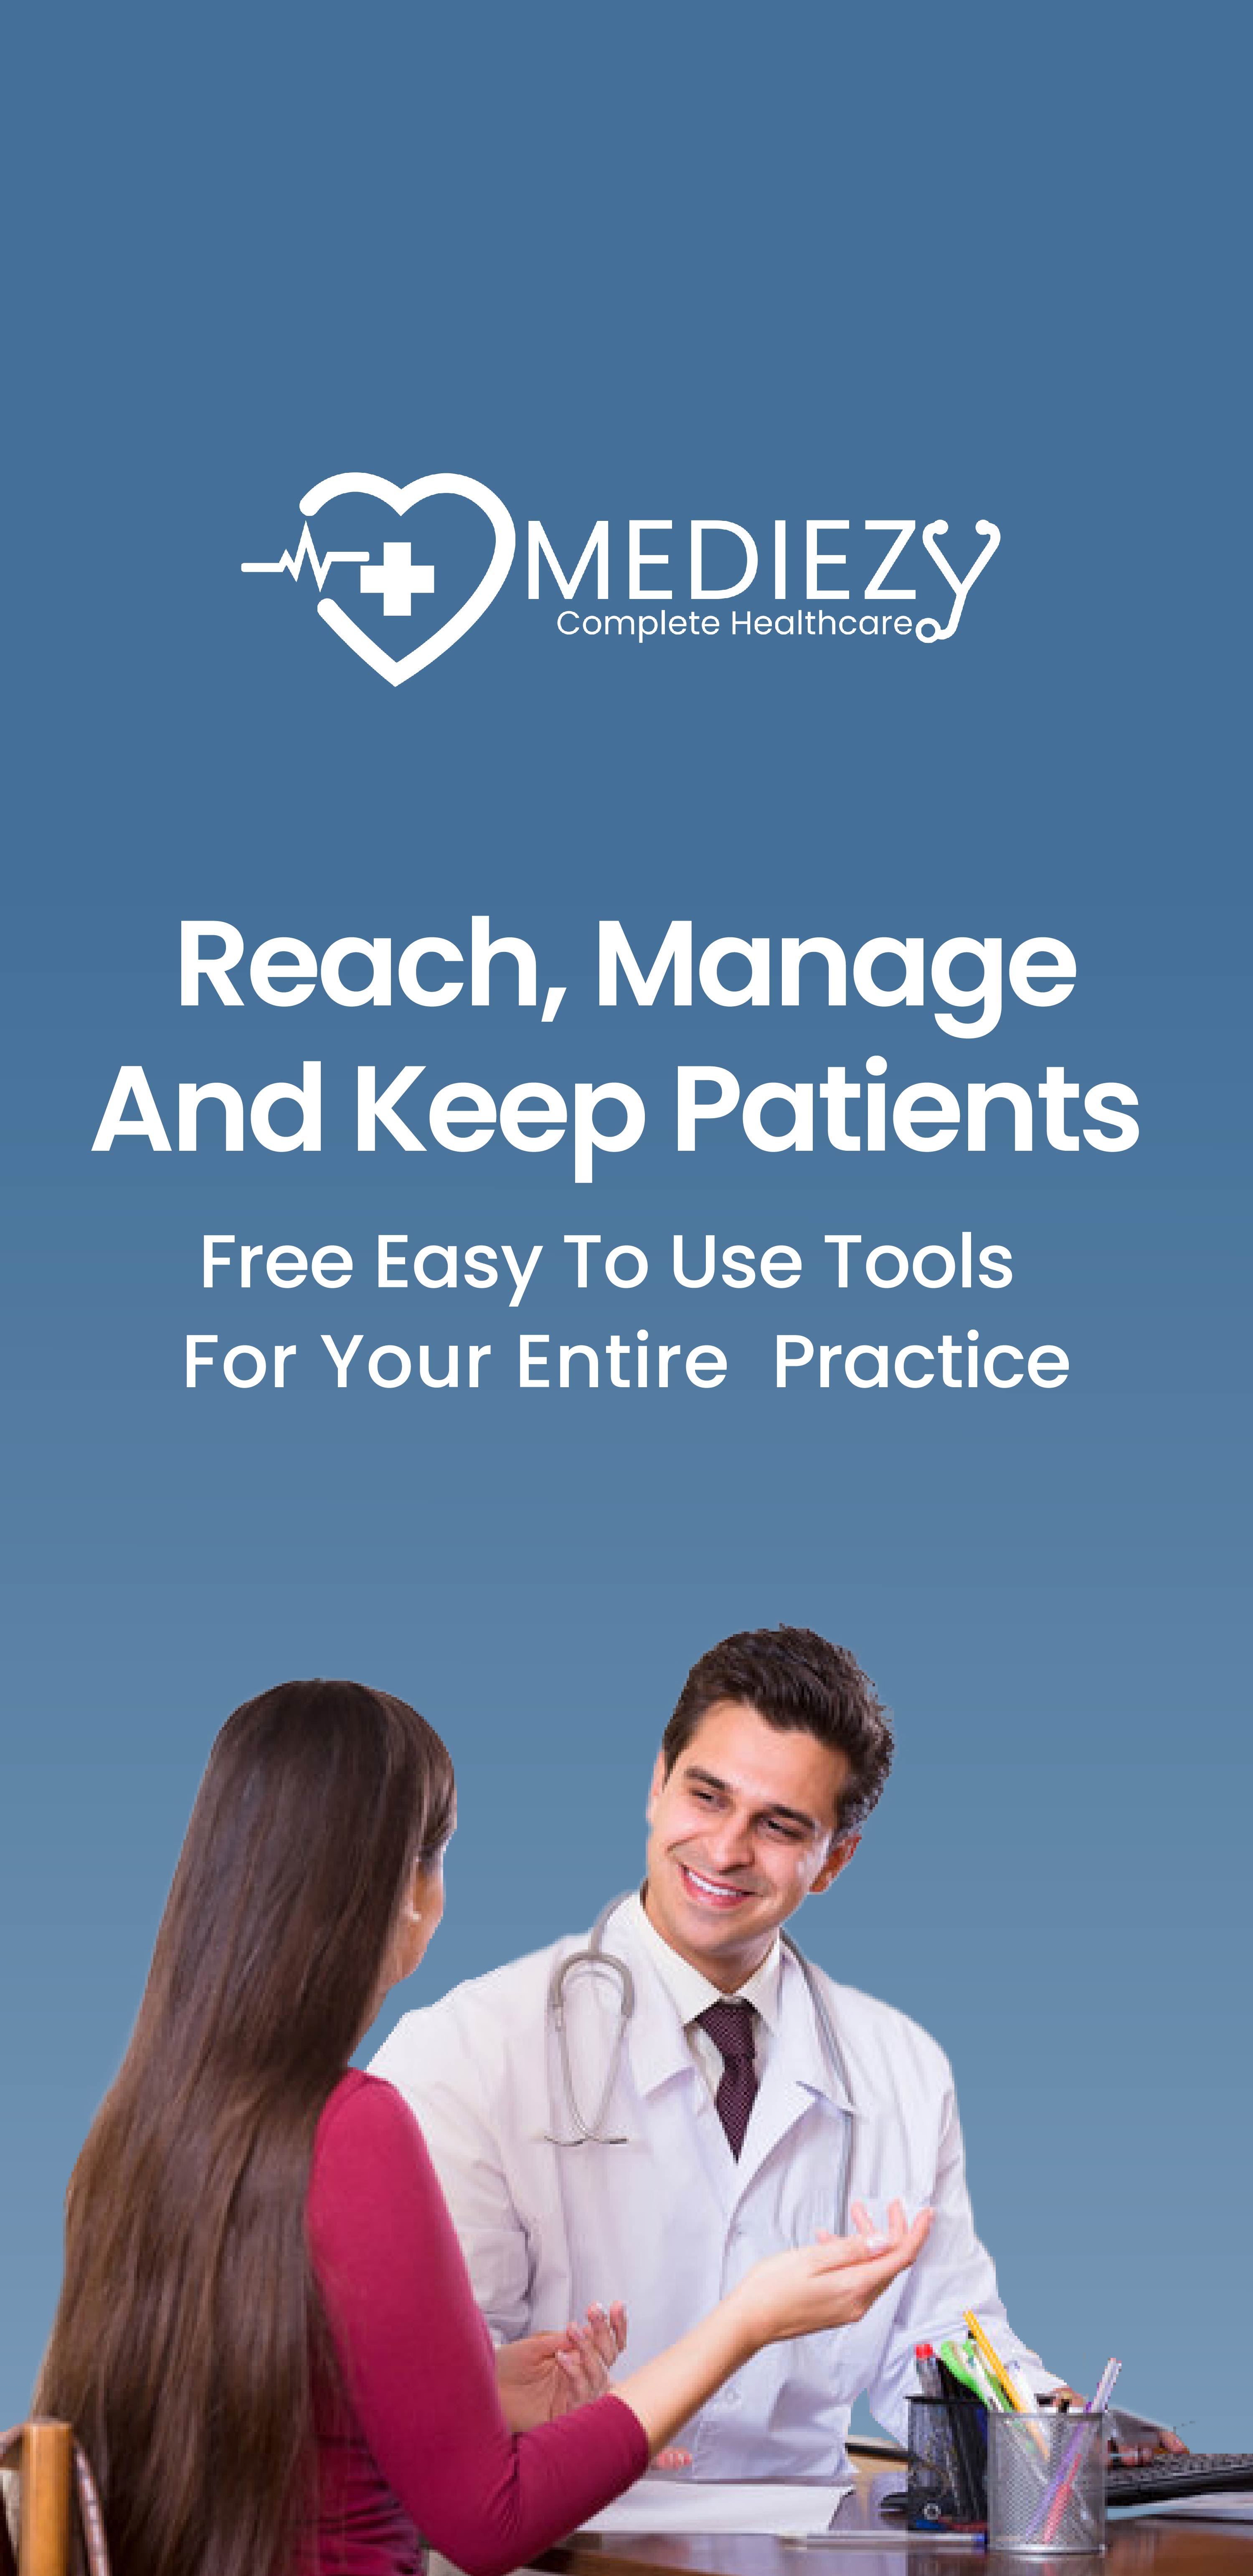 MEDIEZY
Complete Healthcare
Reach, Manage
And Keep Patients
Free Easy To Use Tools
For Your Entire  Practice